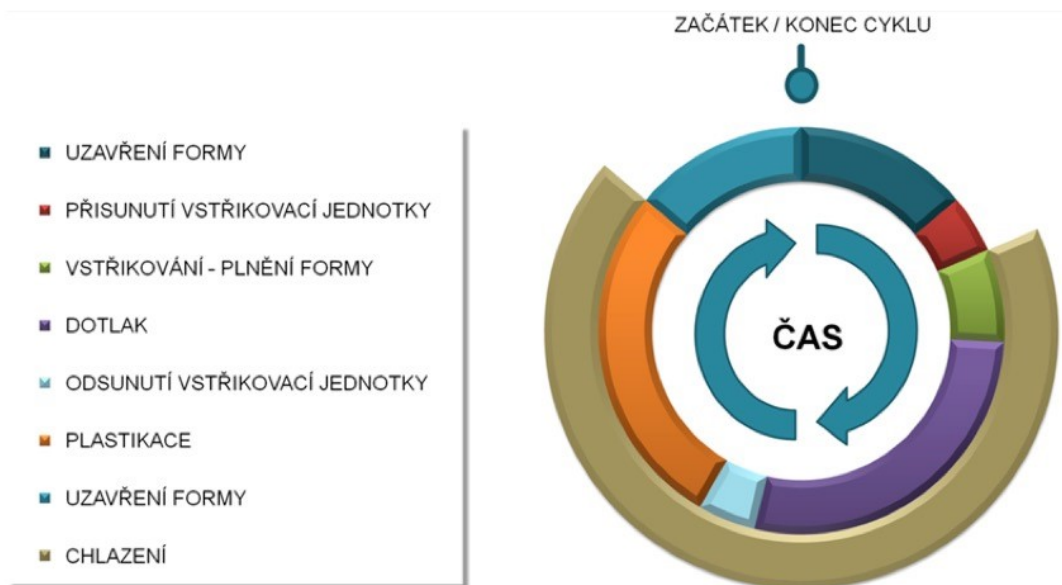 ZAČÁTEK / KONEC CYKLU
UZAVŘENÍ FORMY
PŘISUNUTÍ VSTŘIKOVACÍ JEDNOTKY
VSTŘIKOVÁNÍ - PLNĚNÍ FORMY
DOTLAK
ODSUNUTÍ VSTŘIKOVACÍ JEDNOTKY
PLASTIKACE
UZAVŘENÍ FORMY
CHLAZENÍ
ČAS